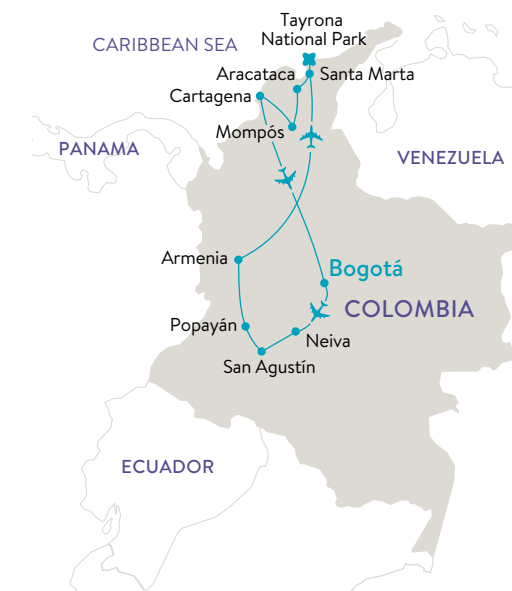 Tayrona
National Park
CARIBBEAN SEA
Aracataca
Santa Marta
Cartagena
Mompós
PANAMA
VENEZUELA
Armenia
Bogotá
COLOMBIA
Popayán
Neiva
San Agustín
ECUADOR